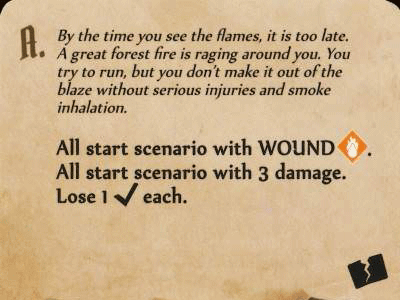 A.
By the time you see the flames, it is too late.
A great forest fire is raging around you. You
try to run, but you don't make it out of the
blaze without serious injuries and smoke
inhalation.
All start scenario with WOUND.
All start scenario with 3 damage.
Lose 1 ✓ each.